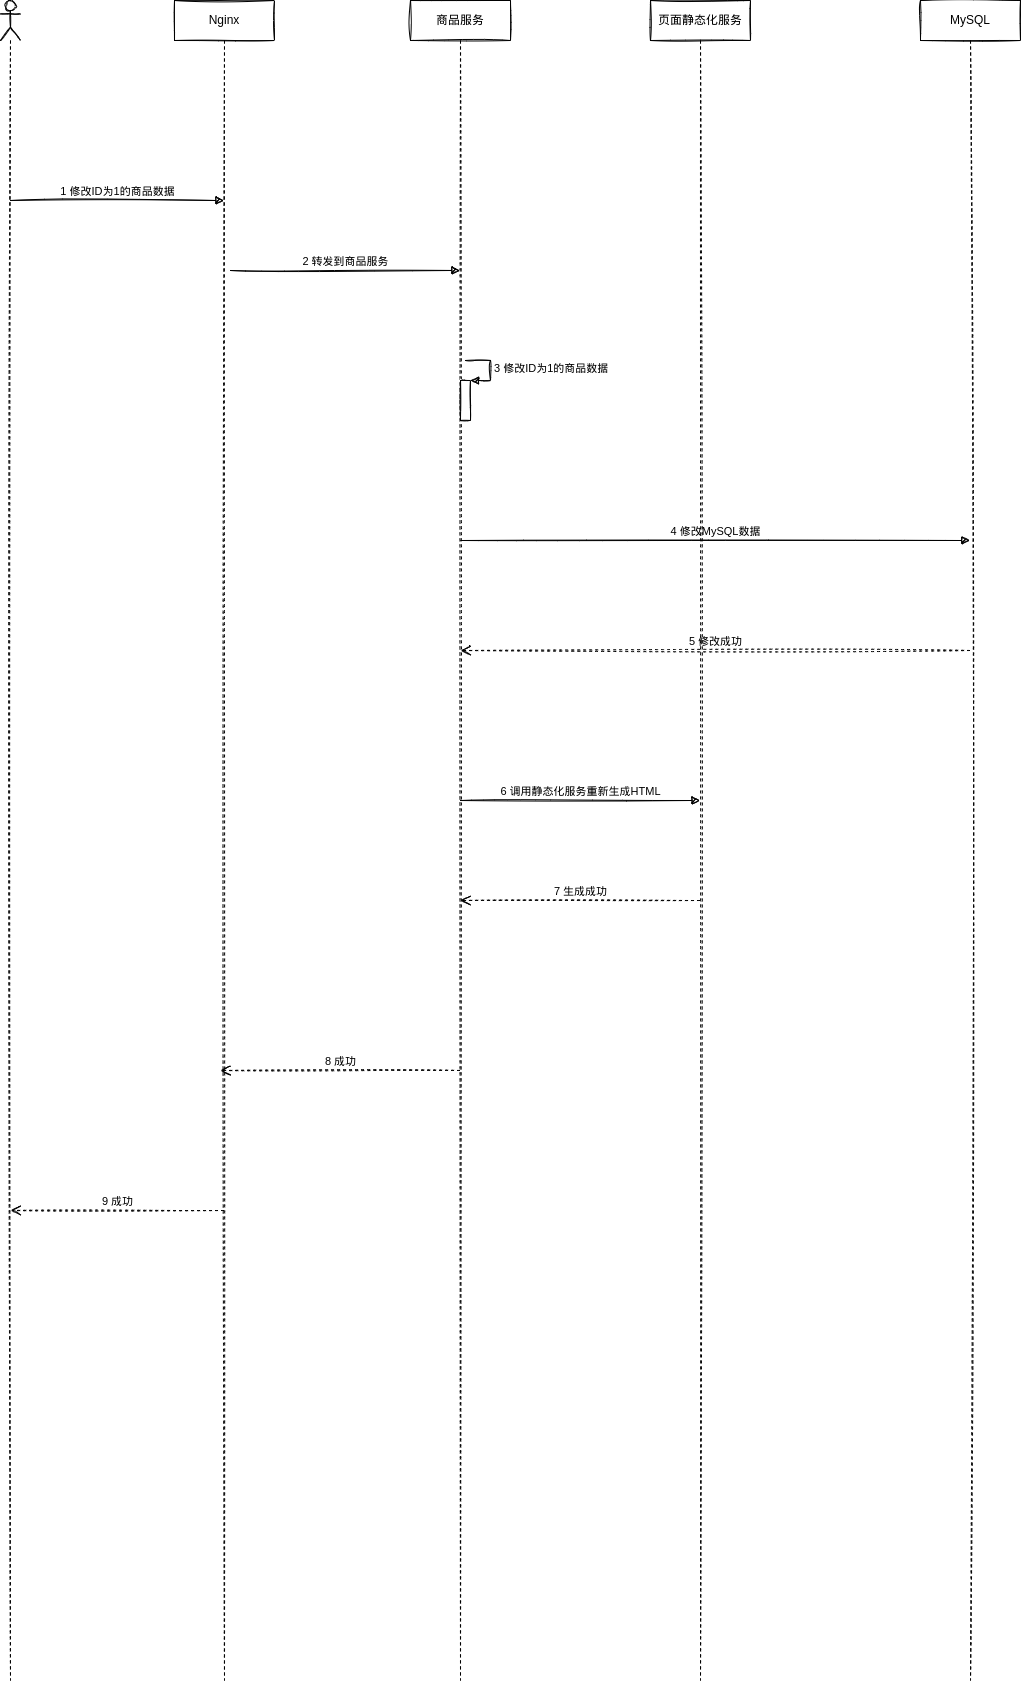 Nginx
商品服务
页面静态化服务
MySQL
1 修改ID为1的商品数据
2 转发到商品服务
3 修改ID为1的商品数据
4 修改MySQL数据
5 修改成功
6 调用静态化服务重新生成HTML
7 生成成功
8 成功
9 成功